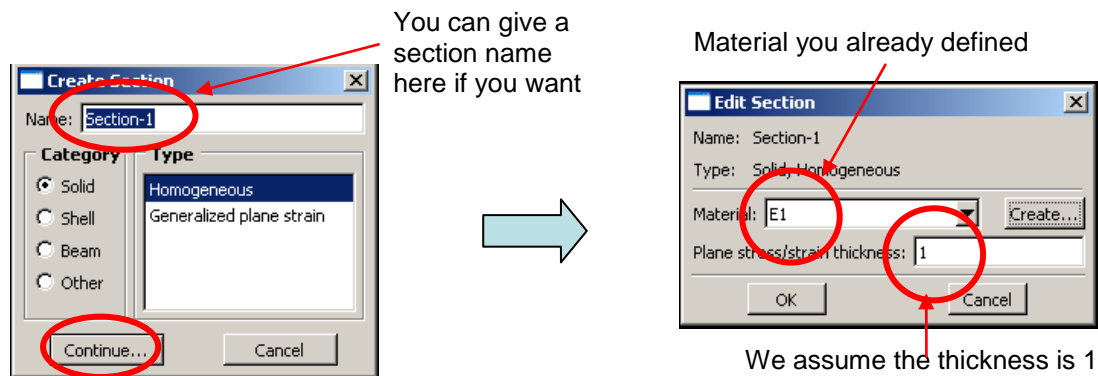 You can give a
section name
here if you want
Create Section
Name: Section-1
Category
Type
Solid
Shell
Beam
Other
Homogeneous
Generalized plane strain
Continue...
Cancel
Material you already defined
Edit Section
Name: Section-1
Type: Solid, Homogeneous
Material: E1
Create...
Plane stress/strain thickness: 1
OK
Cancel
We assume the thickness is 1